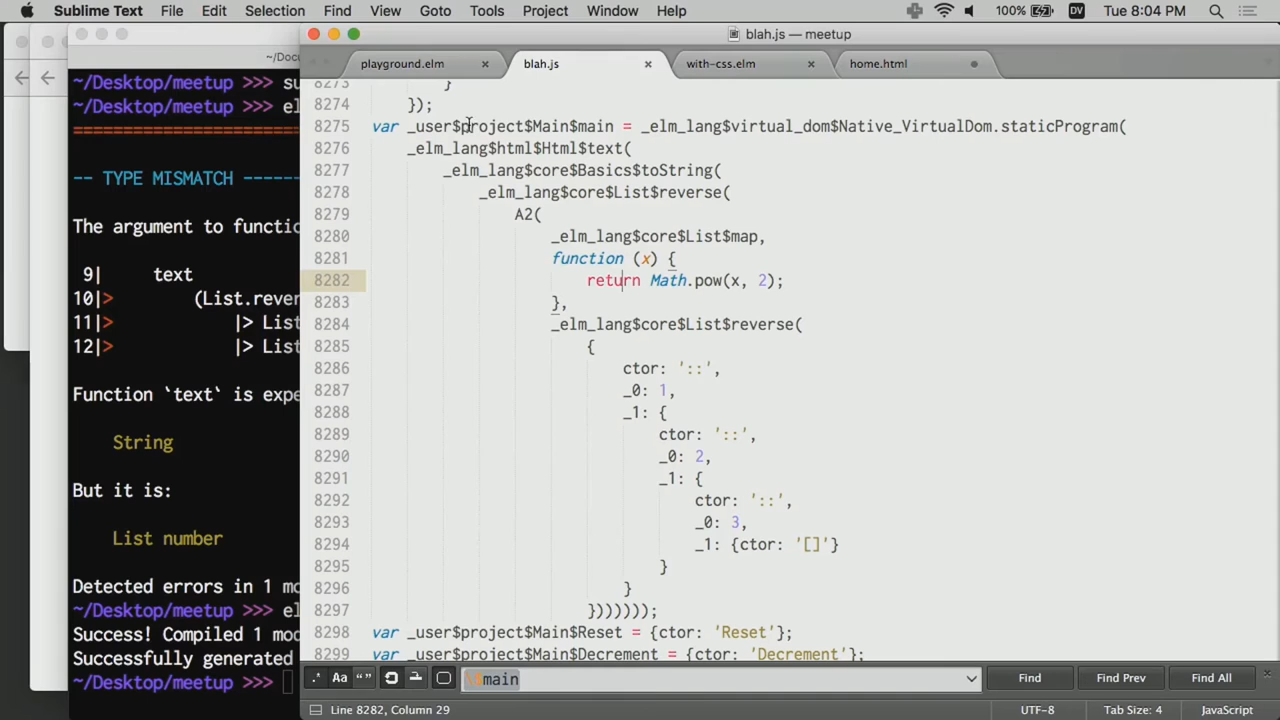 Sublime Text File Edit Selection Find View Goto Tools Project Window Help 100% DV Tue 8:04 PM
blah.js — meetup
playground.elm blah.js with-css.elm home.html
~/Docu
~/Desktop/meetup >>> su
~/Desktop/meetup >>> el
-- TYPE MISMATCH ------
The argument to functio
9| text
10|> (List.rever
11|> |> List
12|> |> List
Function `text` is expe
String
But it is:
List number
Detected errors in 1 mo
~/Desktop/meetup >>> el
Success! Compiled 1 mod
Successfully generated
~/Desktop/meetup >>>
8273 }
8274 });
8275 var _user$project$Main$main = _elm_lang$virtual_dom$Native_VirtualDom.staticProgram(
8276 _elm_lang$html$Html$text(
8277 _elm_lang$core$Basics$toString(
8278 _elm_lang$core$List$reverse(
8279 A2(
8280 _elm_lang$core$List$map,
8281 function (x) {
8282 return Math.pow(x, 2);
8283 },
8284 _elm_lang$core$List$reverse(
8285 {
8286 ctor: '::',
8287 _0: 1,
8288 _1: {
8289 ctor: '::',
8290 _0: 2,
8291 _1: {
8292 ctor: '::',
8293 _0: 3,
8294 _1: {ctor: '[]'}
8295 }
8296 }
8297 }))))));
8298 var _user$project$Main$Reset = {ctor: 'Reset'};
8299 var _user$project$Main$Decrement = {ctor: 'Decrement'};
.* Aa “” \$main Find Find Prev Find All
Line 8282, Column 29 UTF-8 Tab Size: 4 JavaScript